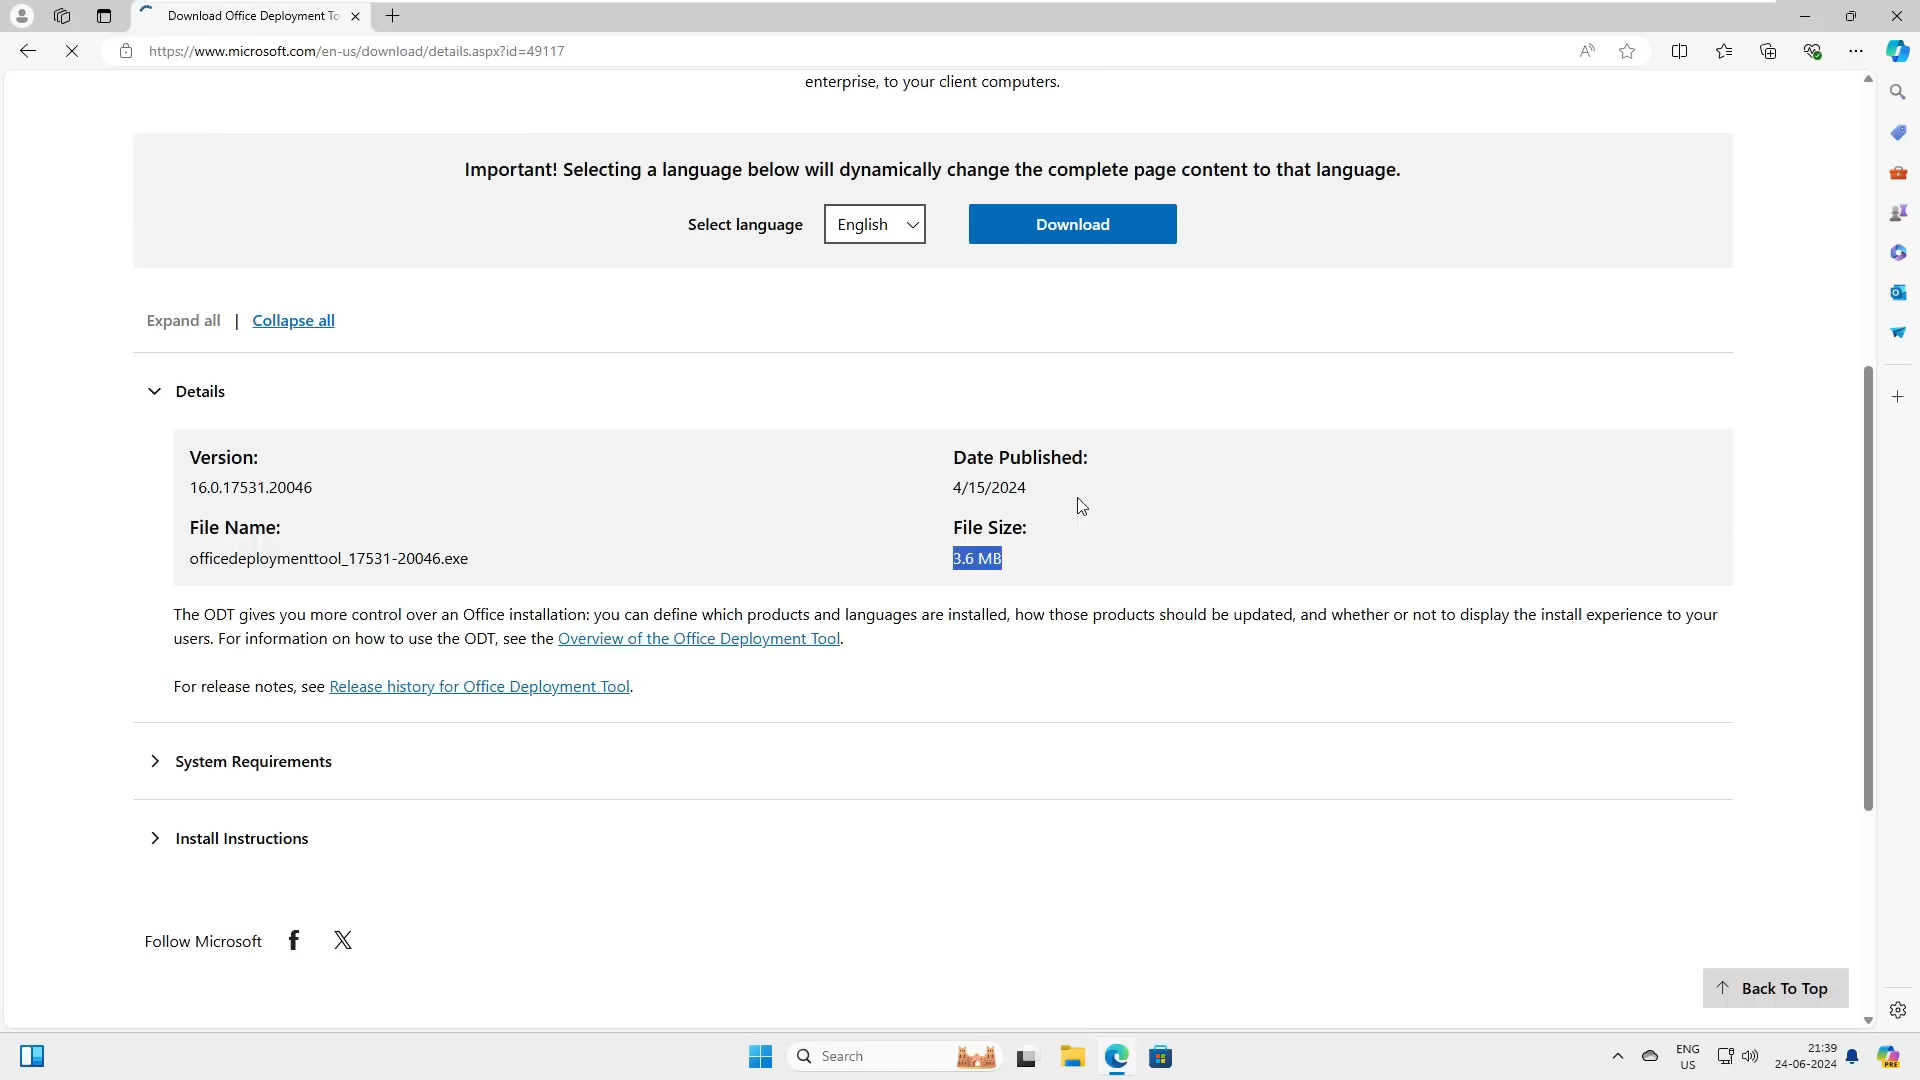 Download Office Deployment To
https://www.microsoft.com/en-us/download/details.aspx?id=49117
enterprise, to your client computers.
Important! Selecting a language below will dynamically change the complete page content to that language.
Select language English Download
Expand all | Collapse all
Details
Version: Date Published:
16.0.17531.20046 4/15/2024
File Name: File Size:
officedeploymenttool_17531-20046.exe 3.6 MB
The ODT gives you more control over an Office installation: you can define which products and languages are installed, how those products should be updated, and whether or not to display the install experience to your
users. For information on how to use the ODT, see the Overview of the Office Deployment Tool.
For release notes, see Release history for Office Deployment Tool.
System Requirements
Install Instructions
Follow Microsoft
Back To Top
Search
ENG
US
21:39
24-06-2024
PRE